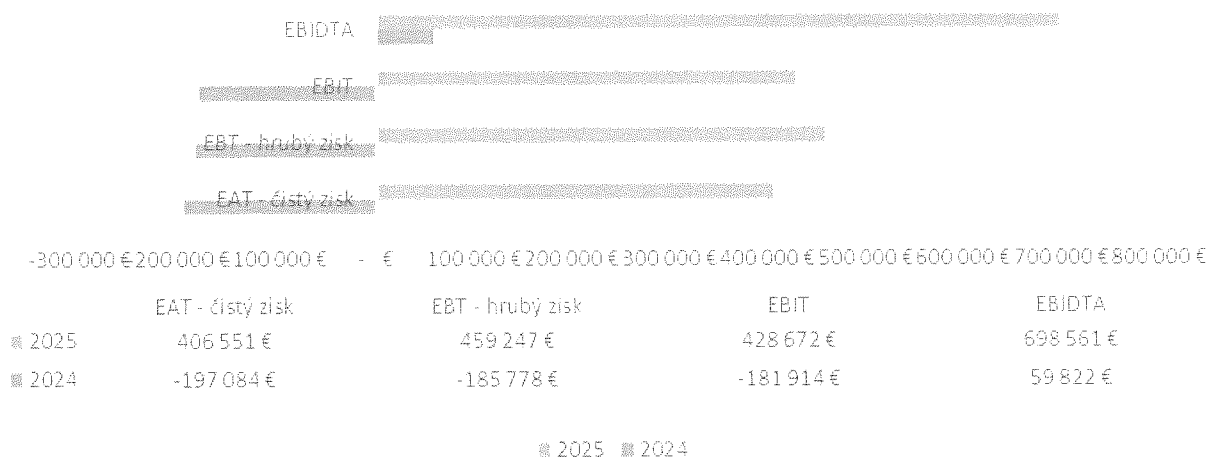 EBIDTA
EBIT
EBT - hrubý zisk
EAT - čistý zisk
-300 000 € -200 000 € -100 000 € - € 100 000 € 200 000 € 300 000 € 400 000 € 500 000 € 600 000 € 700 000 € 800 000 €
EAT - čistý zisk EBT - hrubý zisk EBIT EBIDTA
2025 406 551 € 459 247 € 428 672 € 698 561 €
2024 -197 084 € -185 778 € -181 914 € 59 822 €
2025 2024